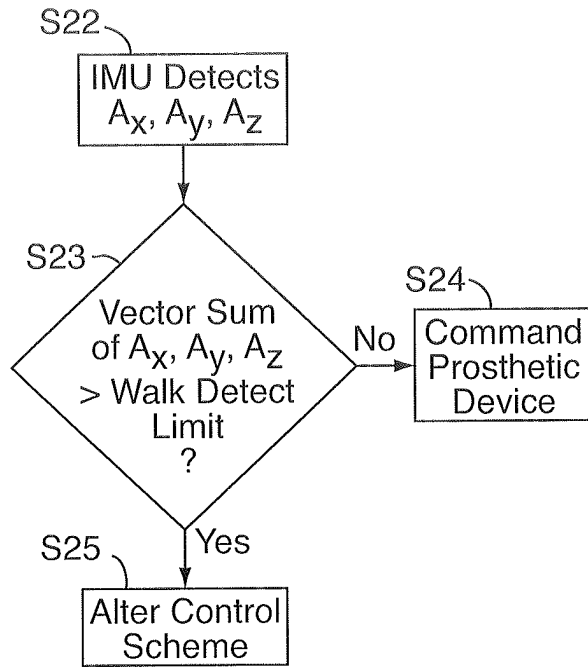 S22
IMU Detects
Ax, Ay, Az
S23
Vector Sum
of Ax, Ay, Az
> Walk Detect
Limit
?
No
S24
Command
Prosthetic
Device
Yes
S25
Alter Control
Scheme